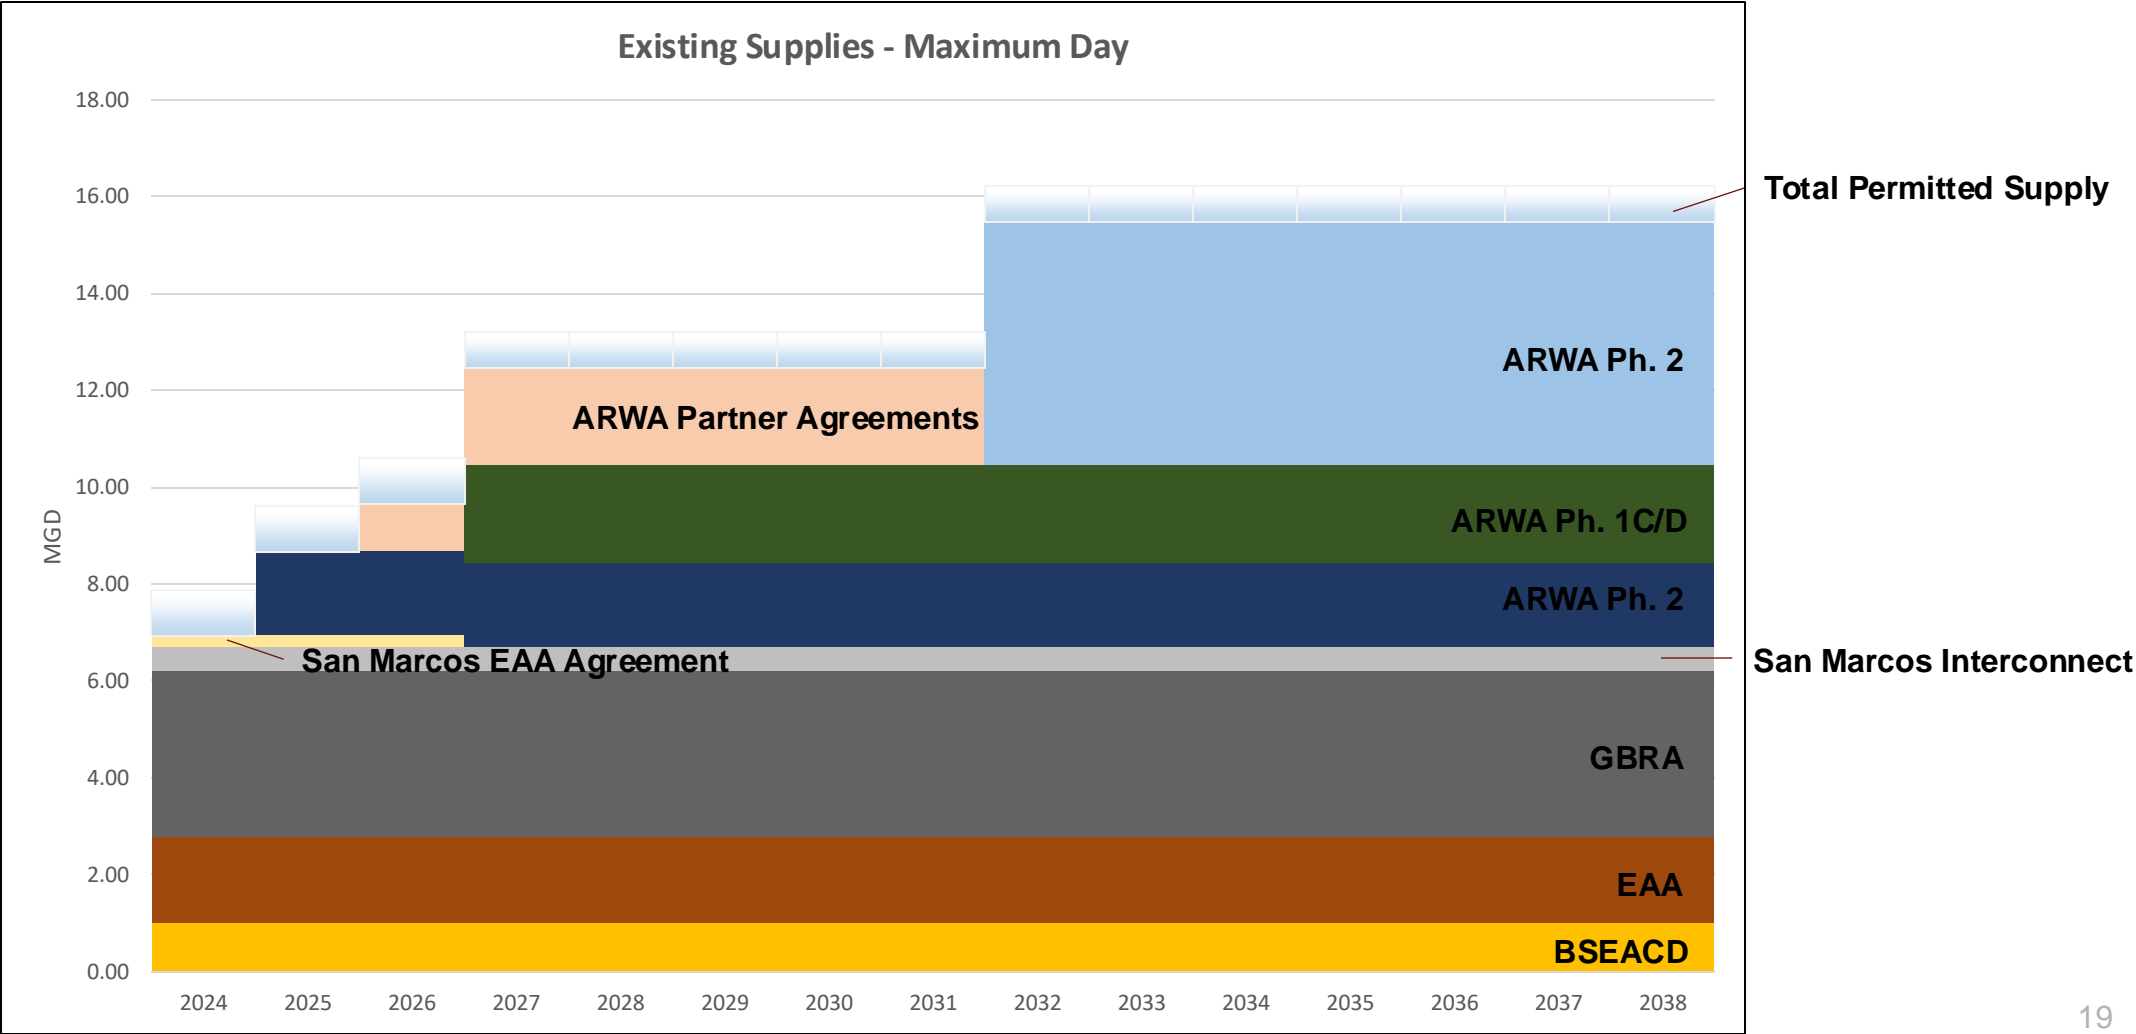 Existing Supplies - Maximum Day
18.00
16.00
14.00
12.00
10.00
8.00
6.00
4.00
2.00
0.00
MGD
Total Permitted Supply
ARWA Ph. 2
ARWA Partner Agreements
ARWA Ph. 1C/D
ARWA Ph. 2
San Marcos EAA Agreement
San Marcos Interconnect
GBRA
EAA
BSEACD
2024 2025 2026 2027 2028 2029 2030 2031 2032 2033 2034 2035 2036 2037 2038
19